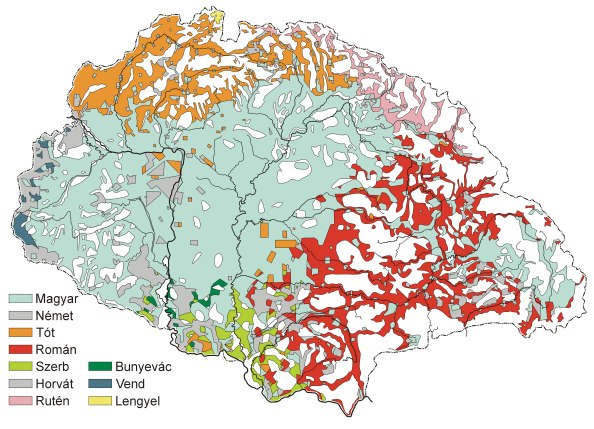 Magyar
Német
Tót
Román
Szerb
Horvát
Rutén
Bunyevác
Vend
Lengyel